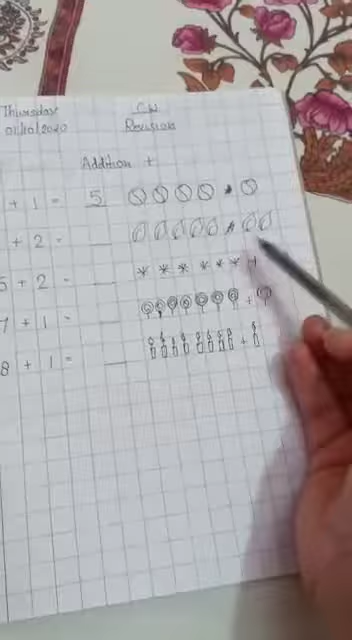 Thursday C.W
01/10/2020 Revision
Addition +
+ 1 = 5 +
+ 2 = +
5 + 2 = +
7 + 1 = +
8 + 1 = +